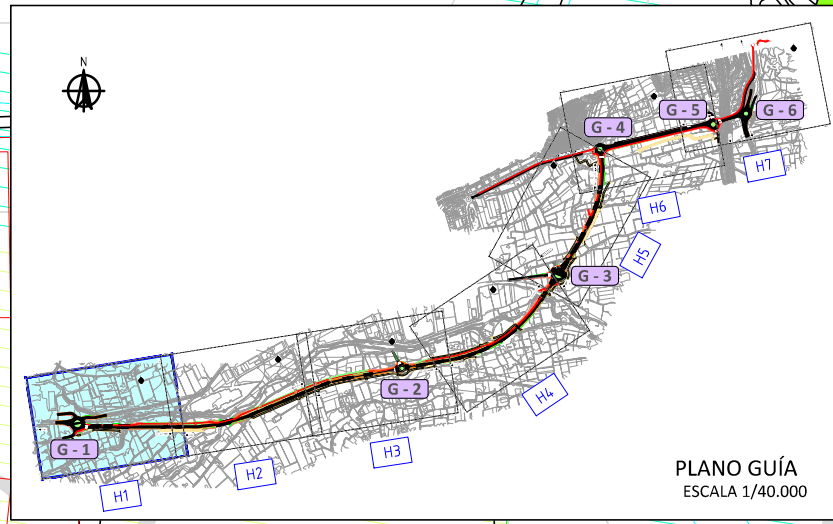 N
G - 4
G - 5
G - 6
H7
H6
H5
G - 3
G - 2
H4
G - 1
H3
H2
H1
PLANO GUÍA
ESCALA 1/40.000